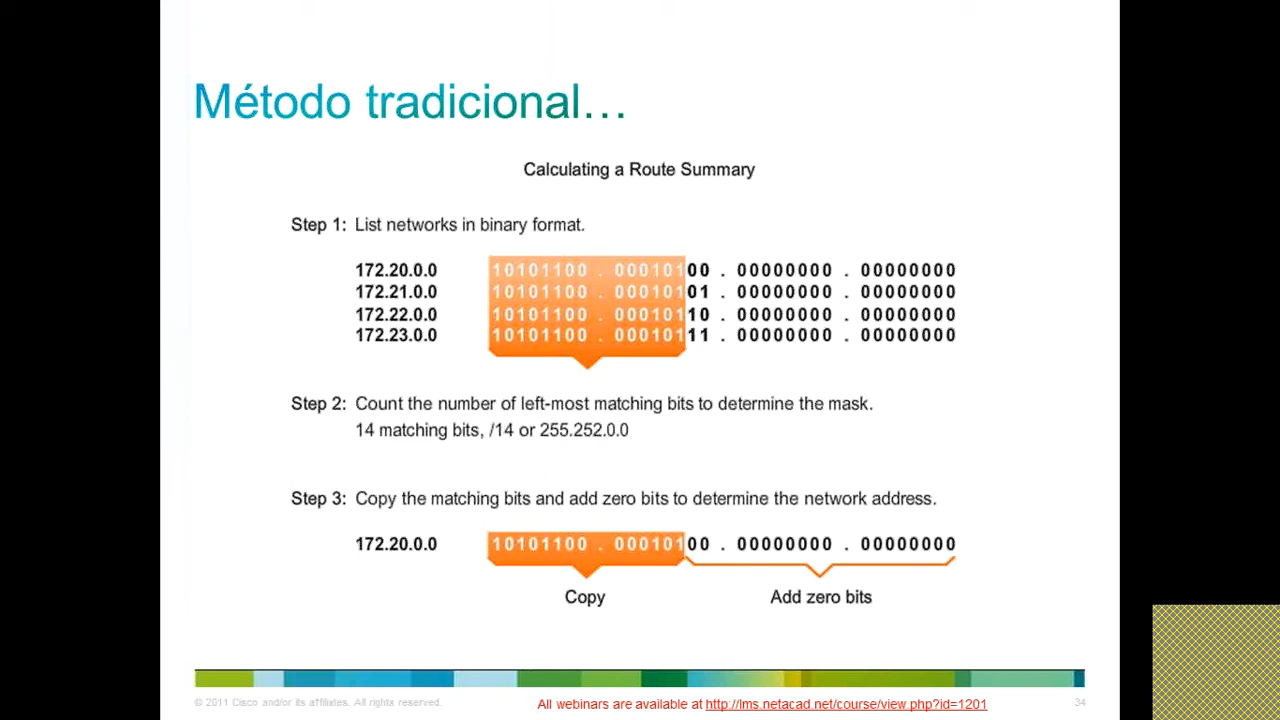 Método tradicional…
Calculating a Route Summary
Step 1: List networks in binary format.
172.20.0.0 10101100 . 00010100 . 00000000 . 00000000
172.21.0.0 10101100 . 00010101 . 00000000 . 00000000
172.22.0.0 10101100 . 00010110 . 00000000 . 00000000
172.23.0.0 10101100 . 00010111 . 00000000 . 00000000
Step 2: Count the number of left-most matching bits to determine the mask.
14 matching bits, /14 or 255.252.0.0
Step 3: Copy the matching bits and add zero bits to determine the network address.
172.20.0.0 10101100 . 00010100 . 00000000 . 00000000
Copy Add zero bits
© 2011 Cisco and/or its affiliates. All rights reserved. All webinars are available at http://lms.netacad.net/course/view.php?id=1201 34